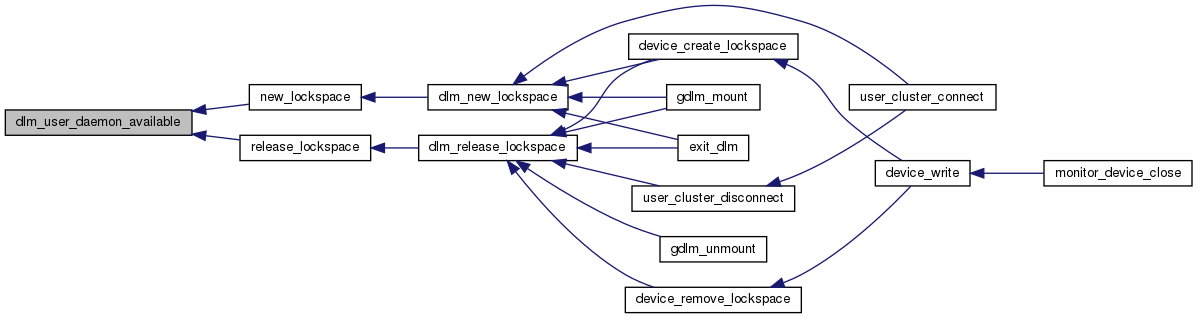 dlm_user_daemon_available
new_lockspace
release_lockspace
dlm_new_lockspace
dlm_release_lockspace
device_create_lockspace
gdlm_mount
exit_dlm
user_cluster_disconnect
gdlm_unmount
device_remove_lockspace
user_cluster_connect
device_write
monitor_device_close